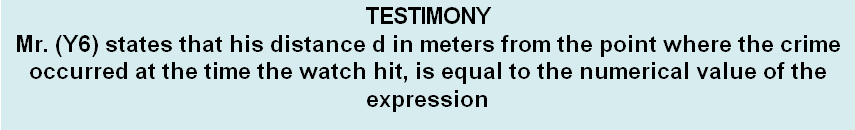 TESTIMONY
Mr. (Y6) states that his distance d in meters from the point where the crime
occurred at the time the watch hit, is equal to the numerical value of the
expression